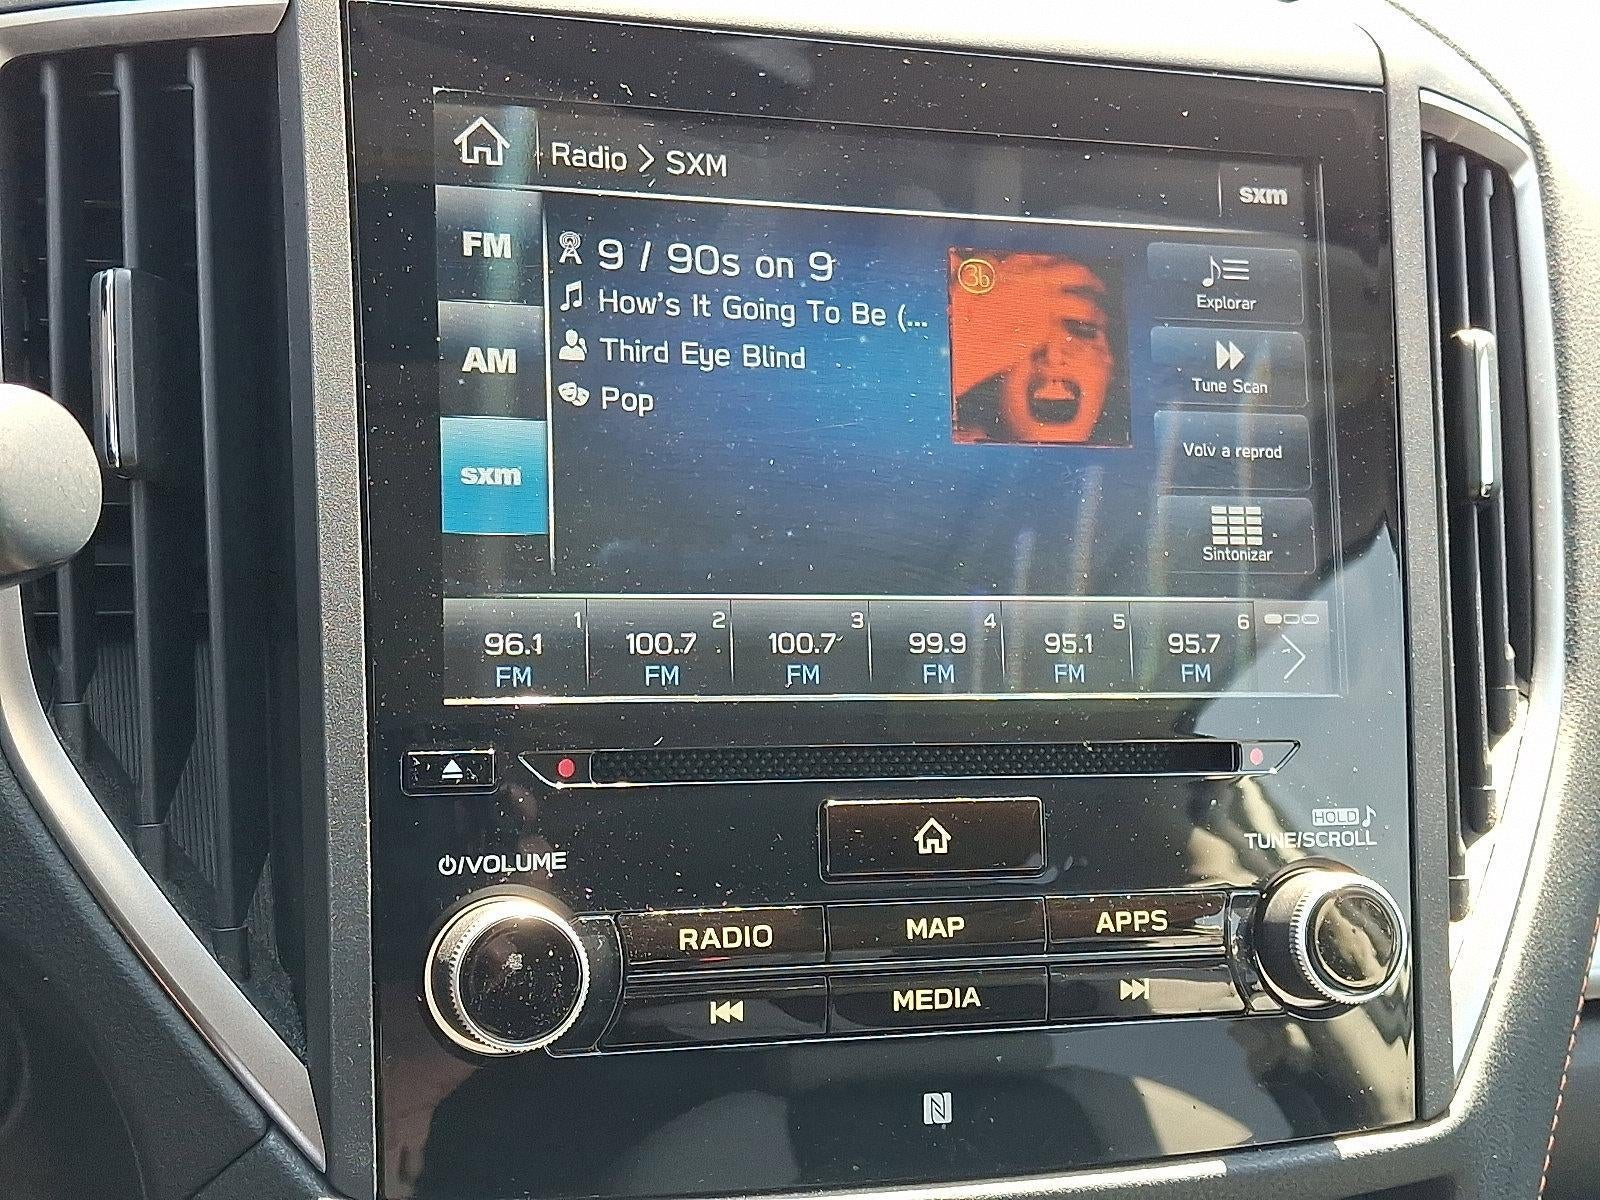 Radio > SXM
sxm
FM
AM
sxm
9 / 90s on 9
How's It Going To Be (...
Third Eye Blind
Pop
3b
Explorar
Tune Scan
Volv a reprod
Sintonizar
1
96.1
FM
2
100.7
FM
3
100.7
FM
4
99.9
FM
5
95.1
FM
6
95.7
FM
/VOLUME
HOLD
TUNE/SCROLL
RADIO
MAP
APPS
MEDIA
N